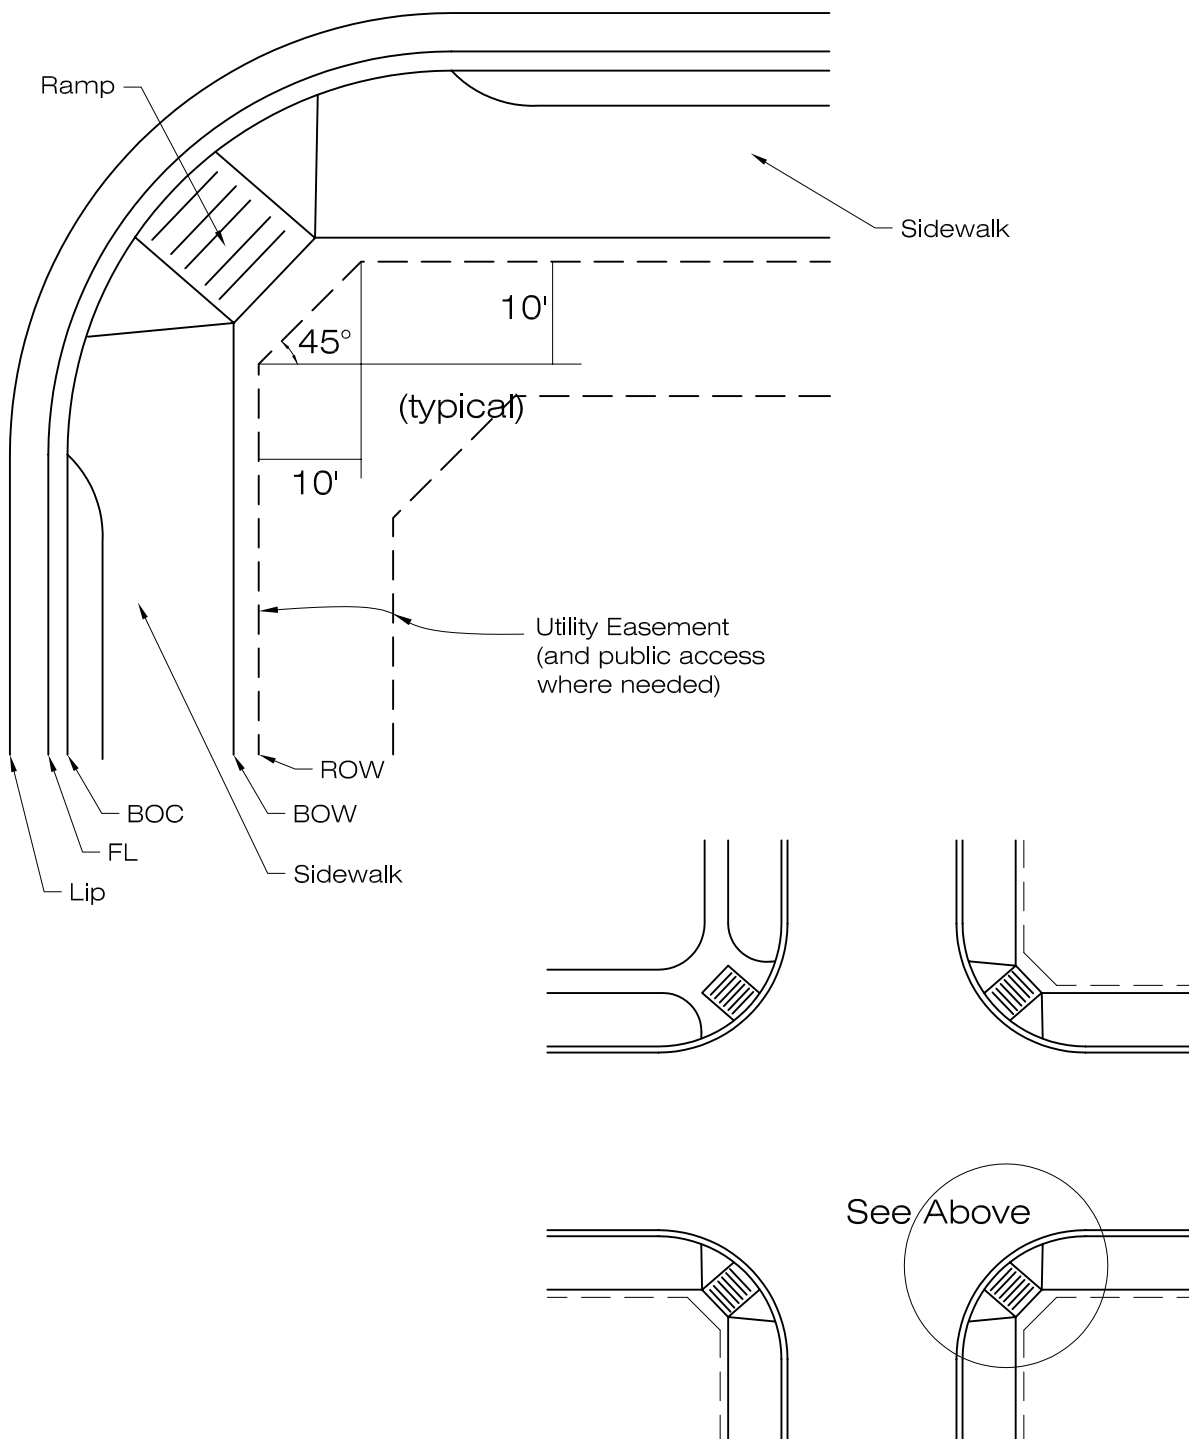 Ramp
Sidewalk
10'
45°
(typical)
10'
Utility Easement
(and public access
where needed)
ROW
BOC
BOW
FL
Sidewalk
Lip
See Above